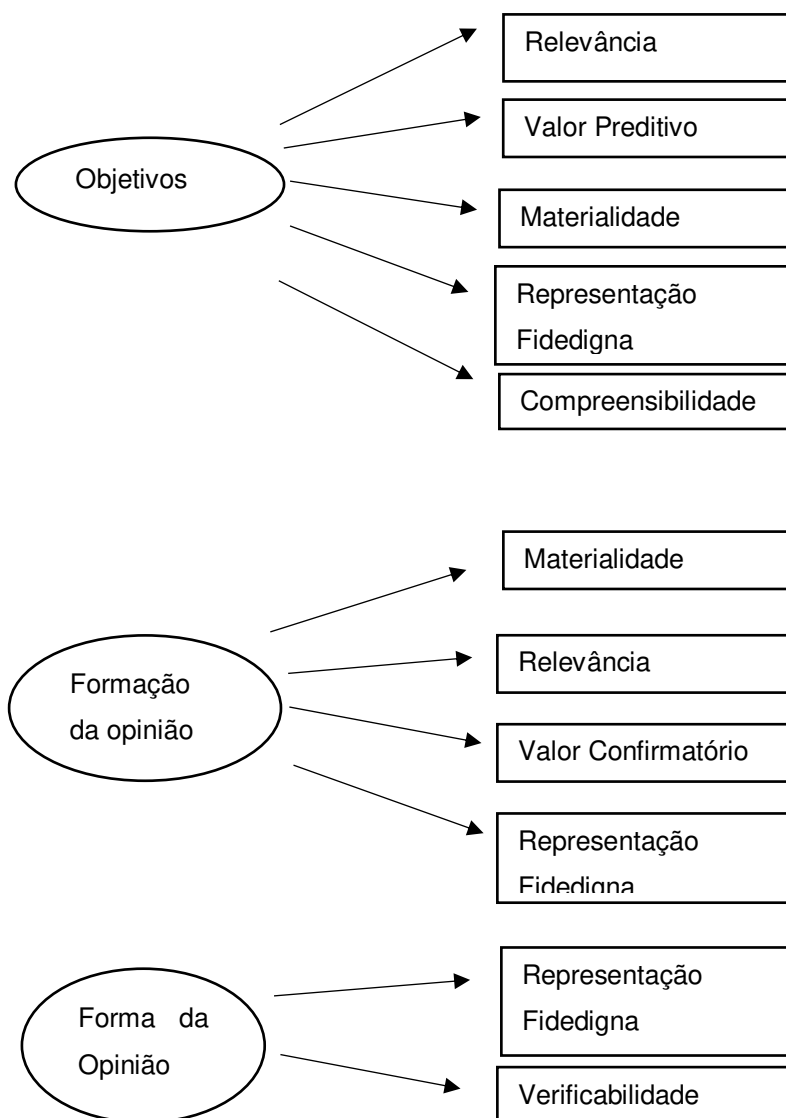 Relevância
Valor Preditivo
Objetivos
Materialidade
Representação
Fidedigna
Compreensibilidade
Materialidade
Relevância
Formação
da opinião
Valor Confirmatório
Representação
Fidedigna
Representação
Fidedigna
Forma da
Opinião
Verificabilidade